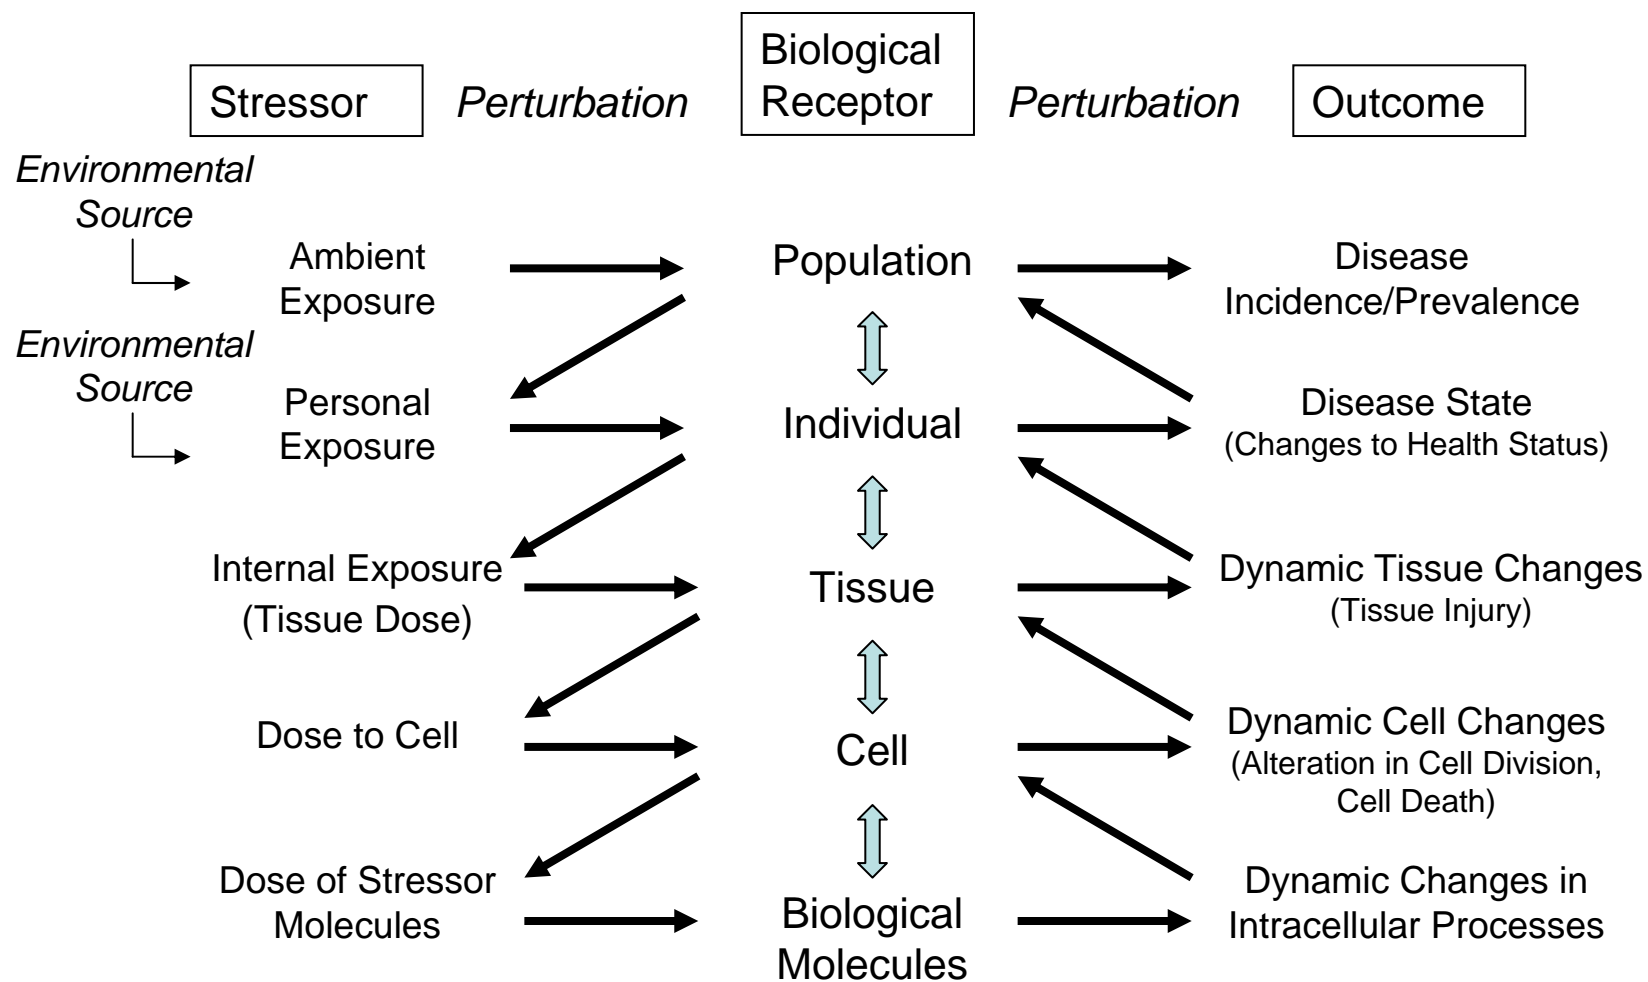 Stressor
Perturbation
Biological
Receptor
Perturbation
Outcome
Environmental
Source
Ambient
Exposure
Population
Disease
Incidence/Prevalence
Environmental
Source
Personal
Exposure
Individual
Disease State
(Changes to Health Status)
Internal Exposure
(Tissue Dose)
Tissue
Dynamic Tissue Changes
(Tissue Injury)
Dose to Cell
Cell
Dynamic Cell Changes
(Alteration in Cell Division,
Cell Death)
Dose of Stressor
Molecules
Biological
Molecules
Dynamic Changes in
Intracellular Processes